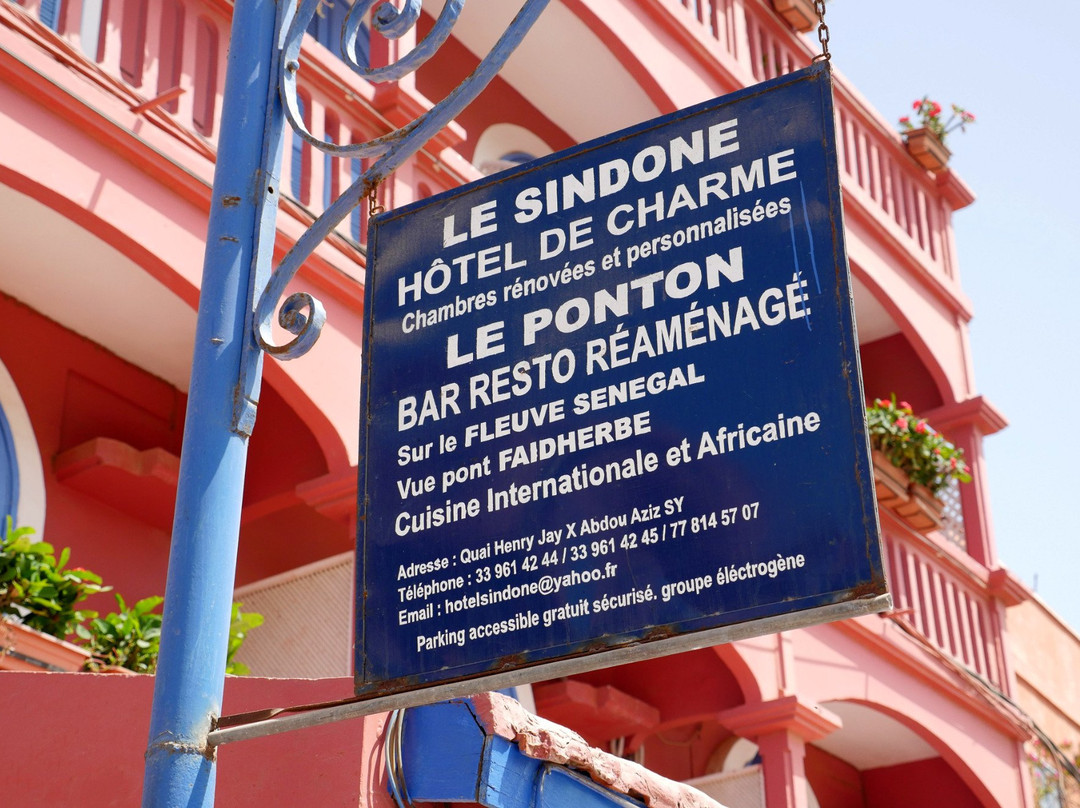 LE SINDONE
HÔTEL DE CHARME
Chambres rénovées et personnalisées
LE PONTON
BAR RESTO RÉAMÉNAGÉ
Sur le FLEUVE SENEGAL
Vue pont FAIDHERBE
Cuisine Internationale et Africaine
Adresse : Quai Henry Jay X Abdou Aziz SY
Téléphone : 33 961 42 44 / 33 961 42 45 / 77 814 57 07
Email : hotelsindone@yahoo.fr
Parking accessible gratuit sécurisé. groupe éléctrogène